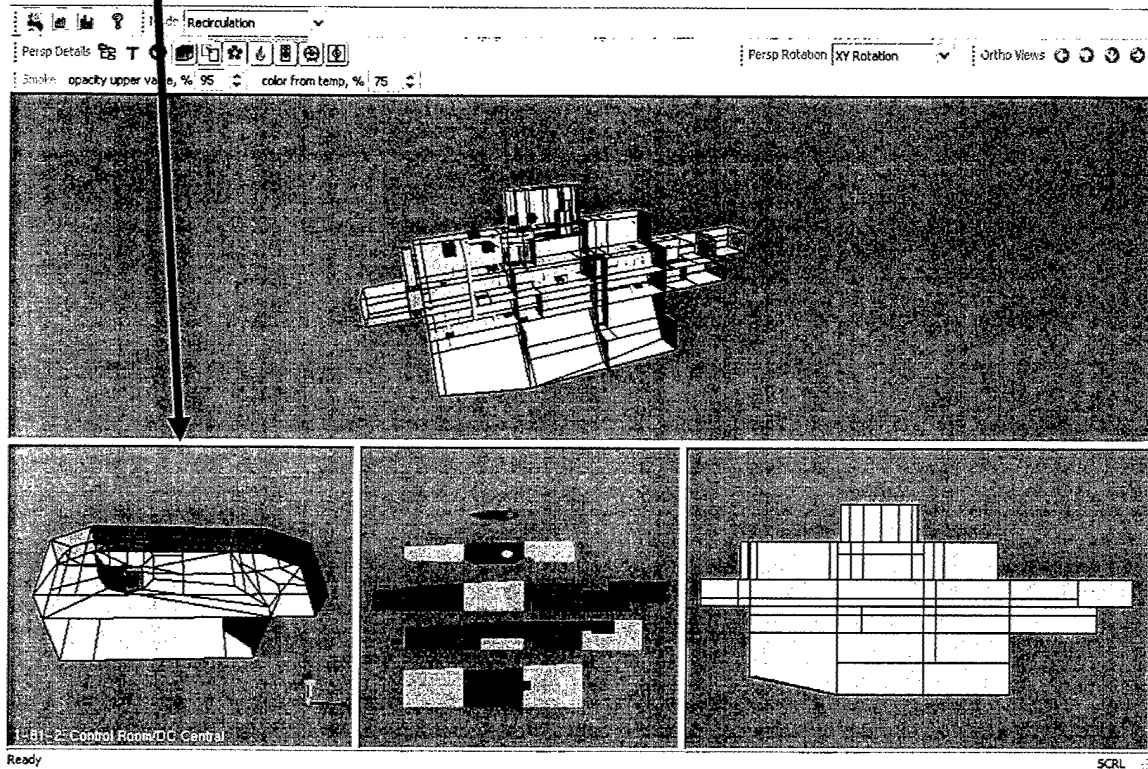 Mode Recirculation
Persp Details T Persp Rotation XY Rotation Ortho Views
Smoke opacity upper value, % 95 color from temp, % 75
1-81-2: Control Room/DC Central
Ready SCRL